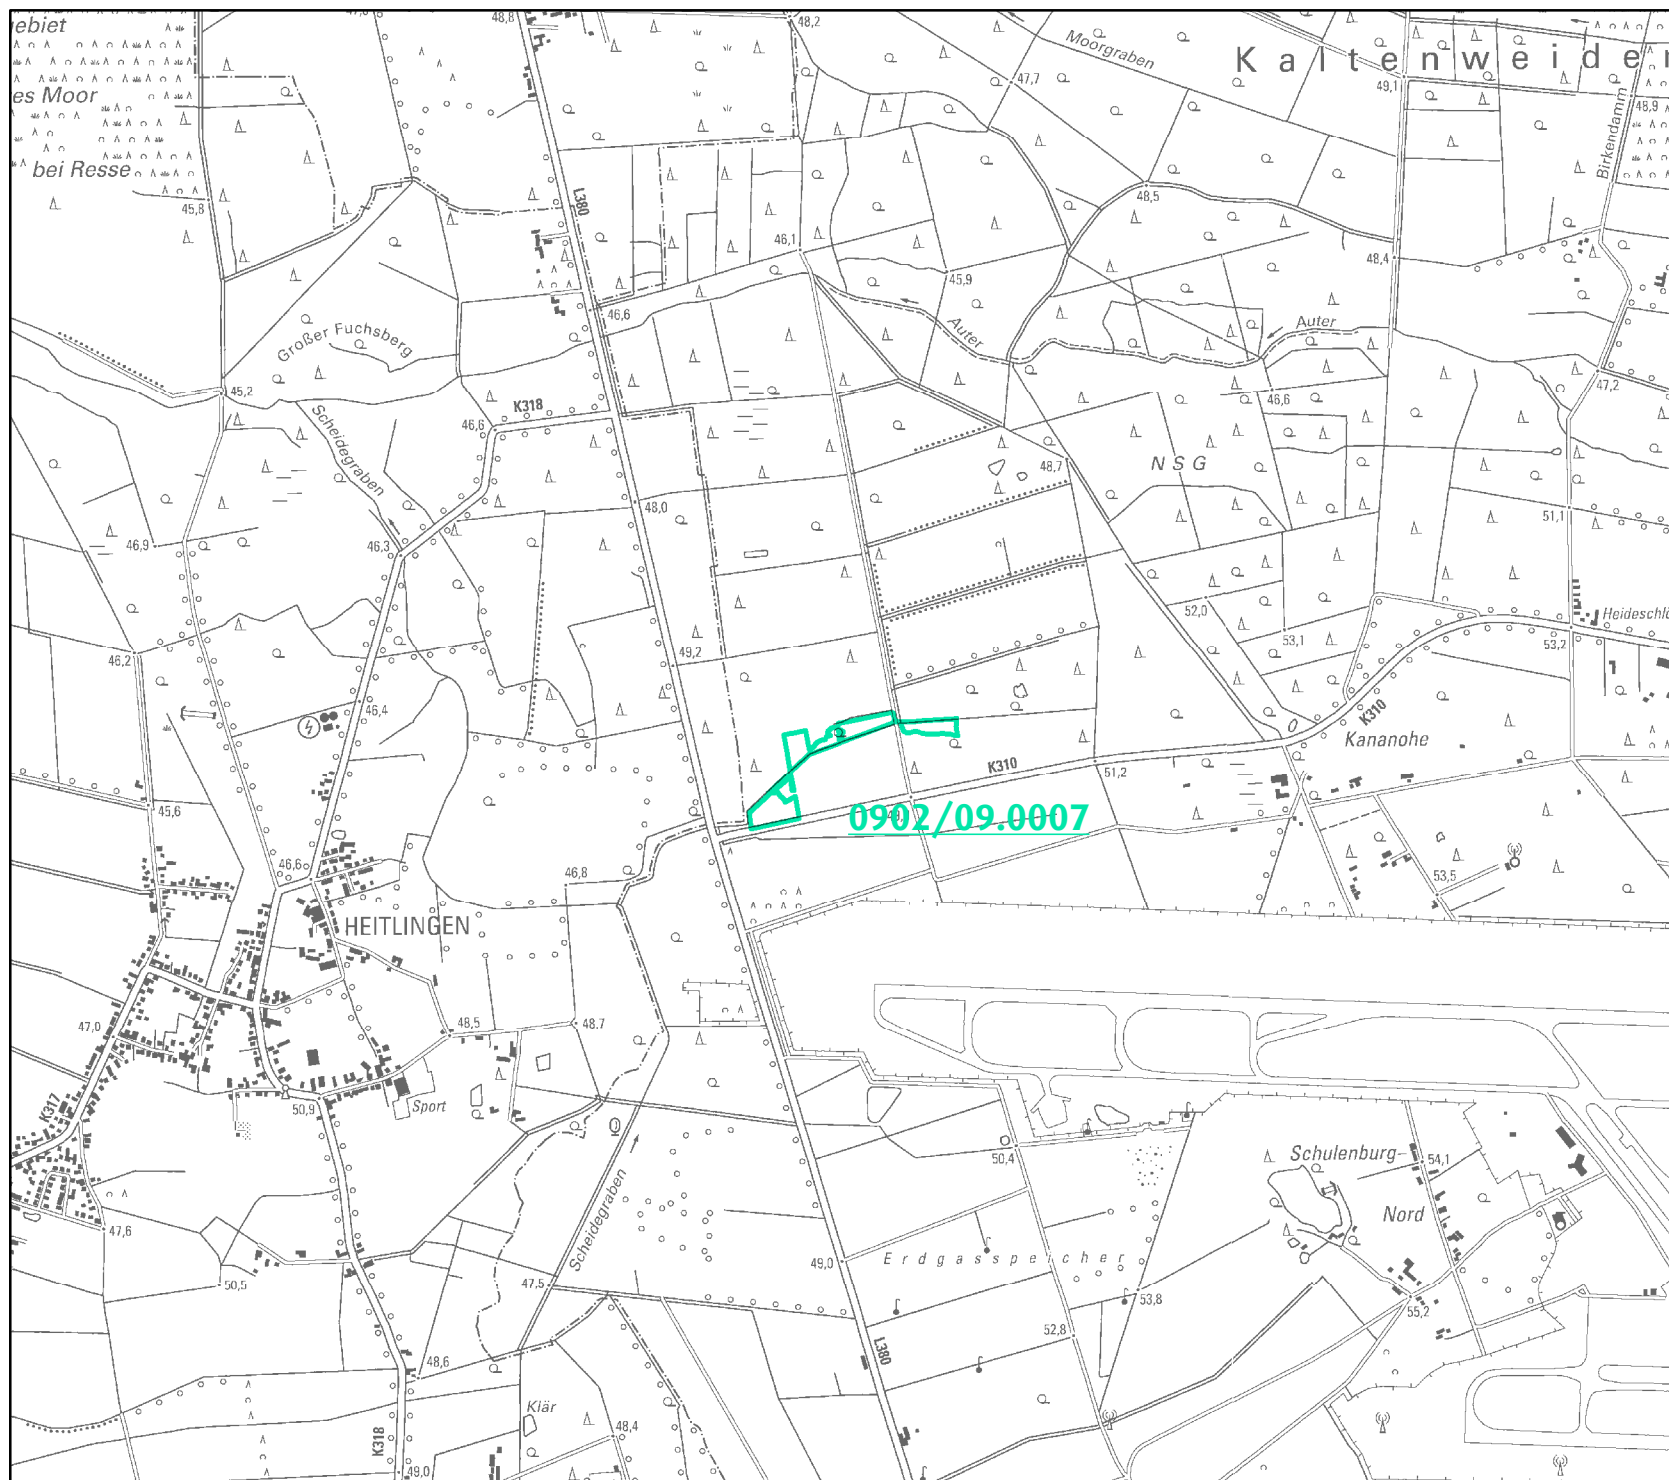 48,8
48,2
ebiet
Moorgraben
Kaltenweide
47,7
49,1
48,9
es Moor
Birkendamm
bei Resse
45,8
L380
48,5
46,1
48,4
45,9
46,6
Auter
Auter
Großer Fuchsberg
45,2
47,2
K318
46,6
46,6
Scheidegraben
48,7
NSG
48,0
51,1
46,9
46,3
52,0
Heideschlö
53,1
53,2
46,2
49,2
46,4
K310
Kananohe
K310
51,2
45,6
0902/09.0007
46,6
46,8
53,5
HEITLINGEN
47,0
48,5
48,7
K317
50,9
Sport
50,4
Schulenburg-
54,1
Nord
47,6
Scheidegraben
Erdgasspeicher
49,0
50,5
47,5
53,8
55,2
52,8
L380
48,6
Klär
48,4
K318
49,0